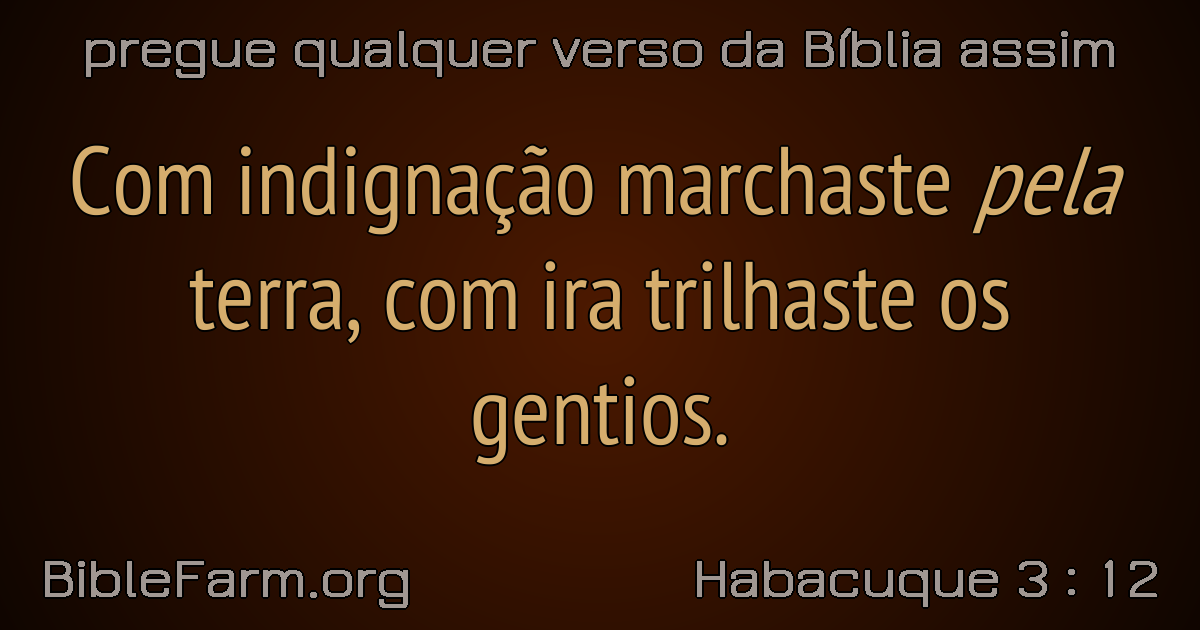 pregue qualquer verso da Bíblia assim
Com indignação marchaste pela
terra, com ira trilhaste os
gentios.
BibleFarm.org
Habacuque 3 : 12